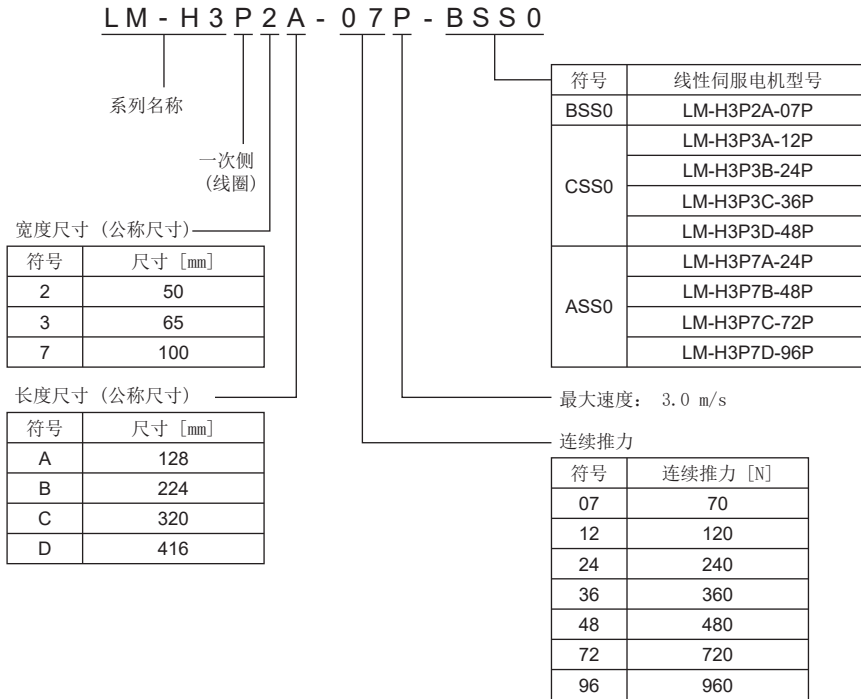 LM-H3P2A-07P-BSS0
系列名称
一次侧
(线圈)
宽度尺寸 (公称尺寸)
符号 尺寸 [mm]
2 50
3 65
7 100
长度尺寸 (公称尺寸)
符号 尺寸 [mm]
A 128
B 224
C 320
D 416
符号 线性伺服电机型号
BSS0 LM-H3P2A-07P
CSS0 LM-H3P3A-12P
LM-H3P3B-24P
LM-H3P3C-36P
LM-H3P3D-48P
ASS0 LM-H3P7A-24P
LM-H3P7B-48P
LM-H3P7C-72P
LM-H3P7D-96P
最大速度: 3.0 m/s
连续推力
符号 连续推力 [N]
07 70
12 120
24 240
36 360
48 480
72 720
96 960